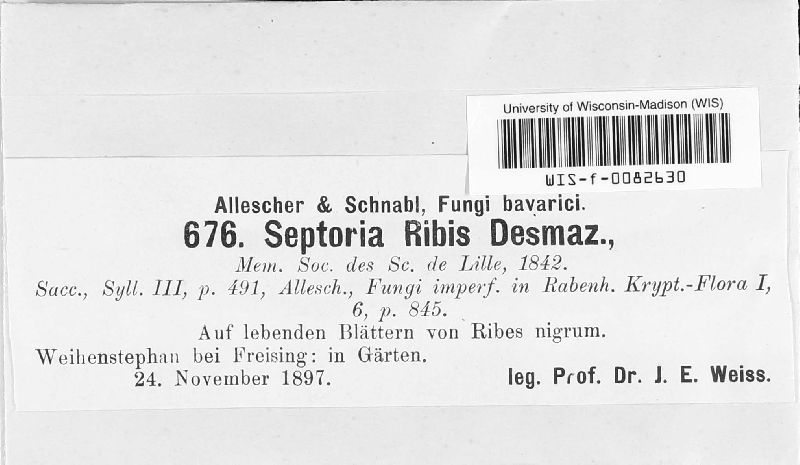 University of Wisconsin-Madison (WIS)
WIS-f-0082630
Allescher & Schnabl, Fungi bavarici.
676. Septoria Ribis Desmaz.,
Mem. Soc. des Sc. de Lille, 1842.
Sacc., Syll. III, p. 491, Allesch., Fungi imperf. in Rabenh. Krypt.-Flora I,
6, p. 845.
Auf lebenden Blättern von Ribes nigrum.
Weihenstephan bei Freising: in Gärten.
24. November 1897.
leg. Prof. Dr. J. E. Weiss.